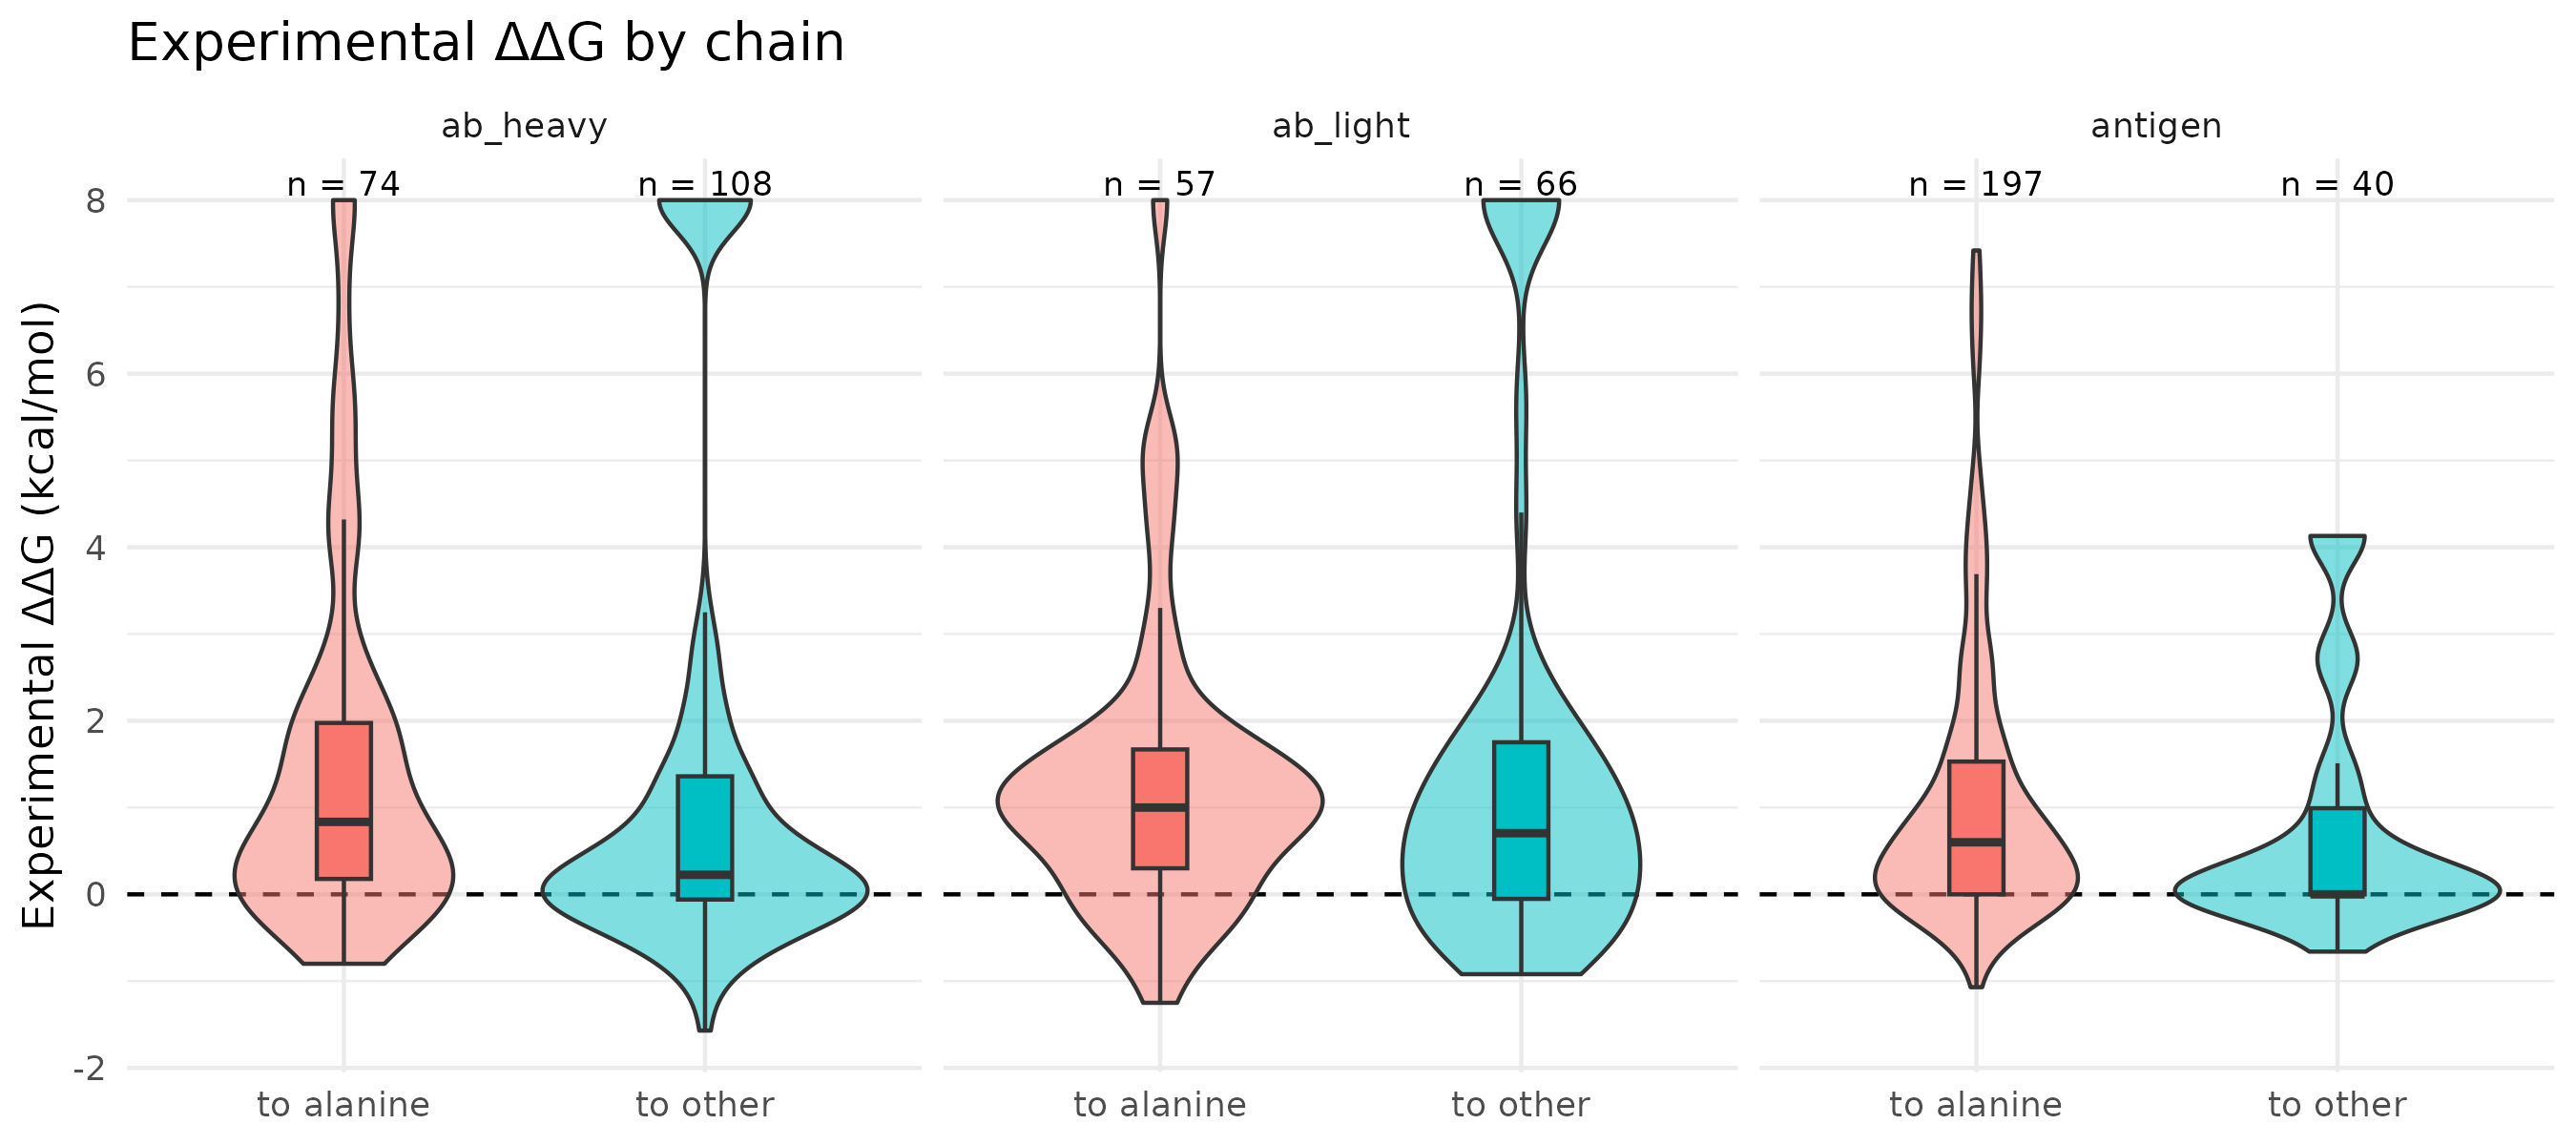 Experimental ΔΔG by chain
ab_heavy
ab_light
antigen
n = 74
n = 108
n = 57
n = 66
n = 197
n = 40
Experimental ΔΔG (kcal/mol)
8
6
4
2
0
-2
to alanine
to other
to alanine
to other
to alanine
to other